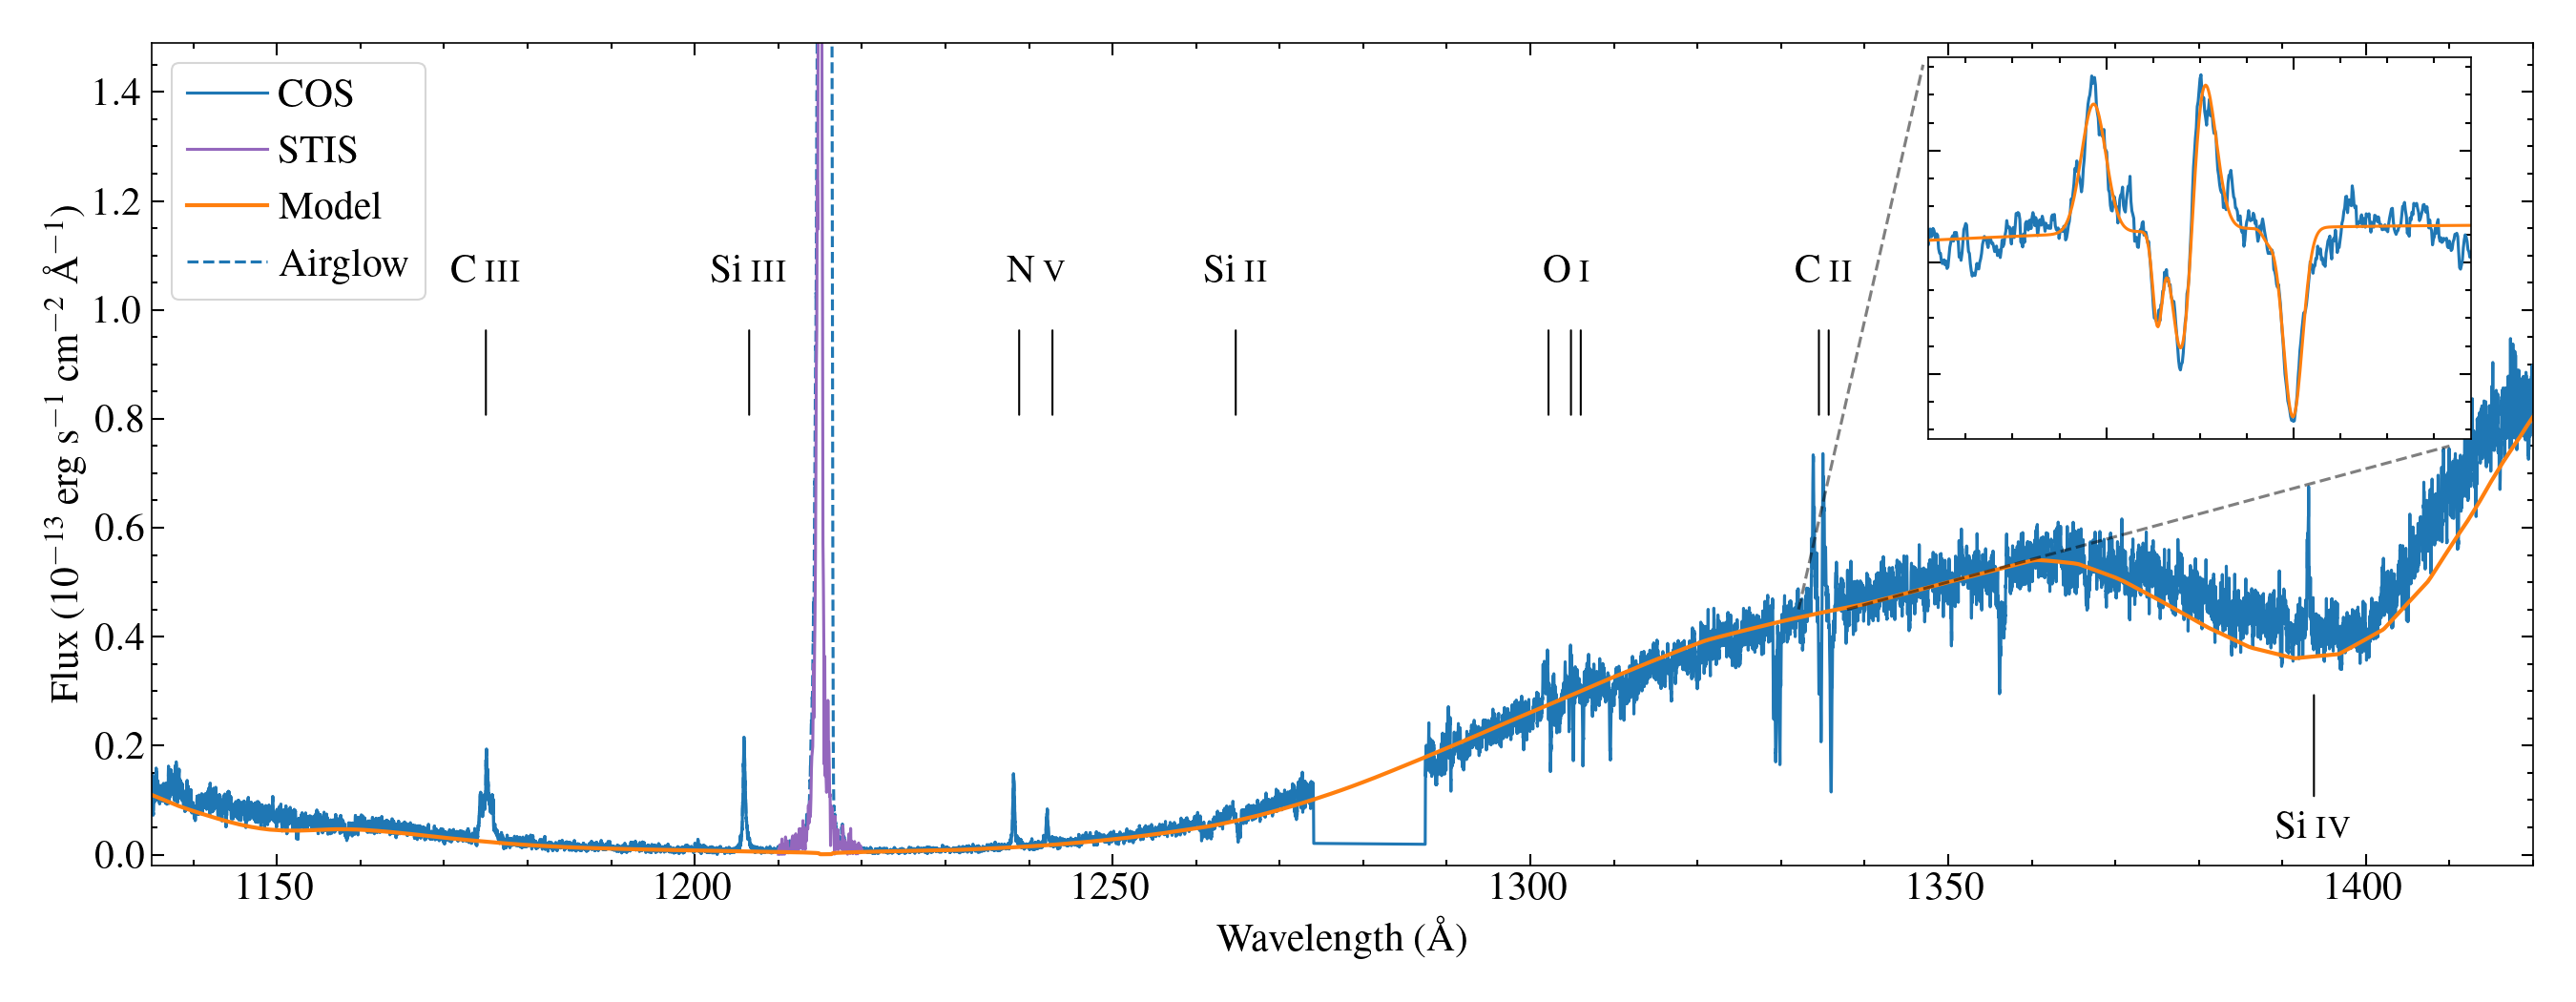 COS
STIS
Model
Airglow
C III
Si III
N V
Si II
O I
C II
Si IV
1.4
1.2
1.0
0.8
0.6
0.4
0.2
0.0
Flux (10⁻¹³ erg s⁻¹ cm⁻² Å⁻¹)
1150 1200 1250 1300 1350 1400
Wavelength (Å)